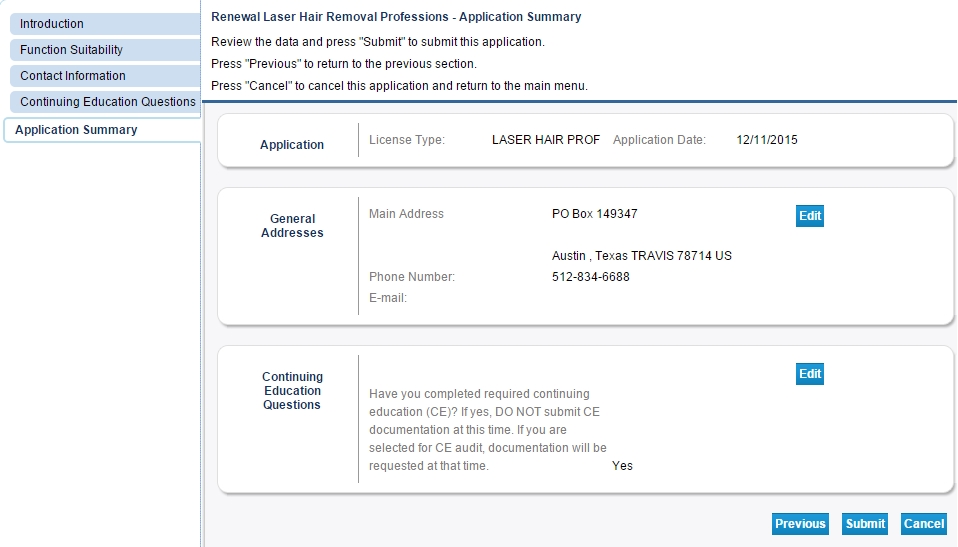 Introduction
Function Suitability
Contact Information
Continuing Education Questions
Application Summary
Renewal Laser Hair Removal Professions - Application Summary
Review the data and press "Submit" to submit this application.
Press "Previous" to return to the previous section.
Press "Cancel" to cancel this application and return to the main menu.
Application
License Type: LASER HAIR PROF Application Date: 12/11/2015
General
Addresses
Main Address PO Box 149347 Edit
Austin , Texas TRAVIS 78714 US
Phone Number: 512-834-6688
E-mail:
Continuing
Education
Questions
Edit
Have you completed required continuing
education (CE)? If yes, DO NOT submit CE
documentation at this time. If you are
selected for CE audit, documentation will be
requested at that time. Yes
Previous Submit Cancel